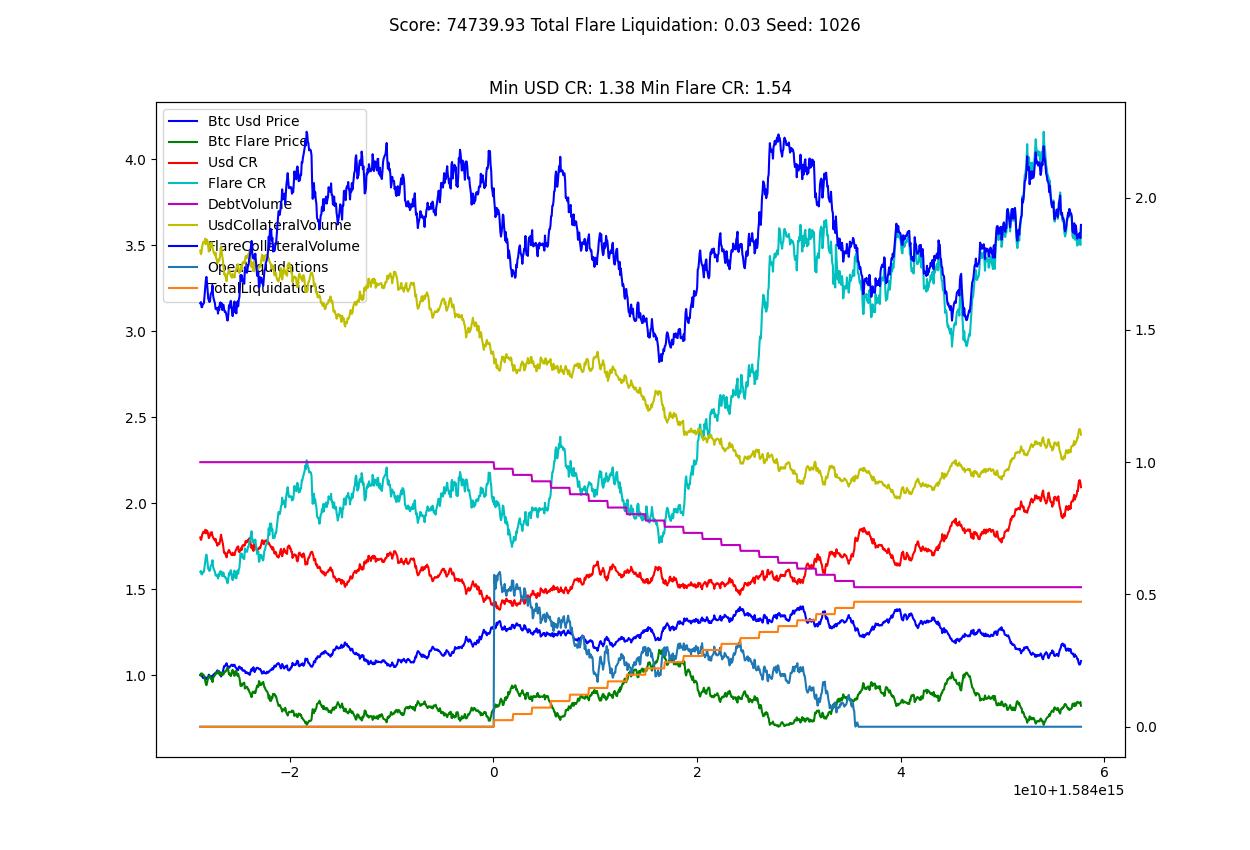 Score: 74739.93 Total Flare Liquidation: 0.03 Seed: 1026
Min USD CR: 1.38 Min Flare CR: 1.54
Btc Usd Price
Btc Flare Price
Usd CR
Flare CR
DebtVolume
UsdCollateralVolume
FlareCollateralVolume
OpenLiquidations
TotalLiquidations
4.0
3.5
3.0
2.5
2.0
1.5
1.0
2.0
1.5
1.0
0.5
0.0
−2
0
2
4
6
1e10+1.584e15